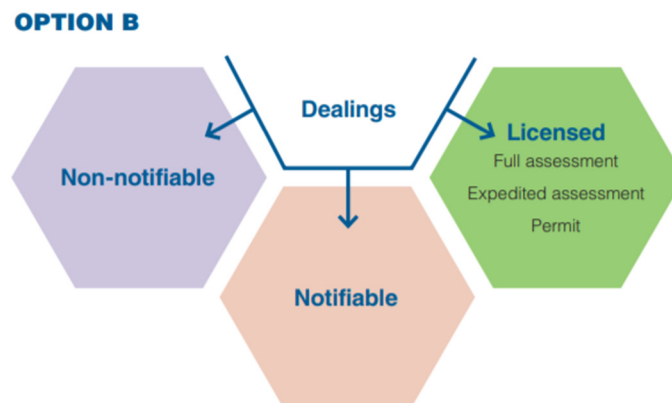 OPTION B
Dealings
Non-notifiable
Licensed
Full assessment
Expedited assessment
Permit
Notifiable